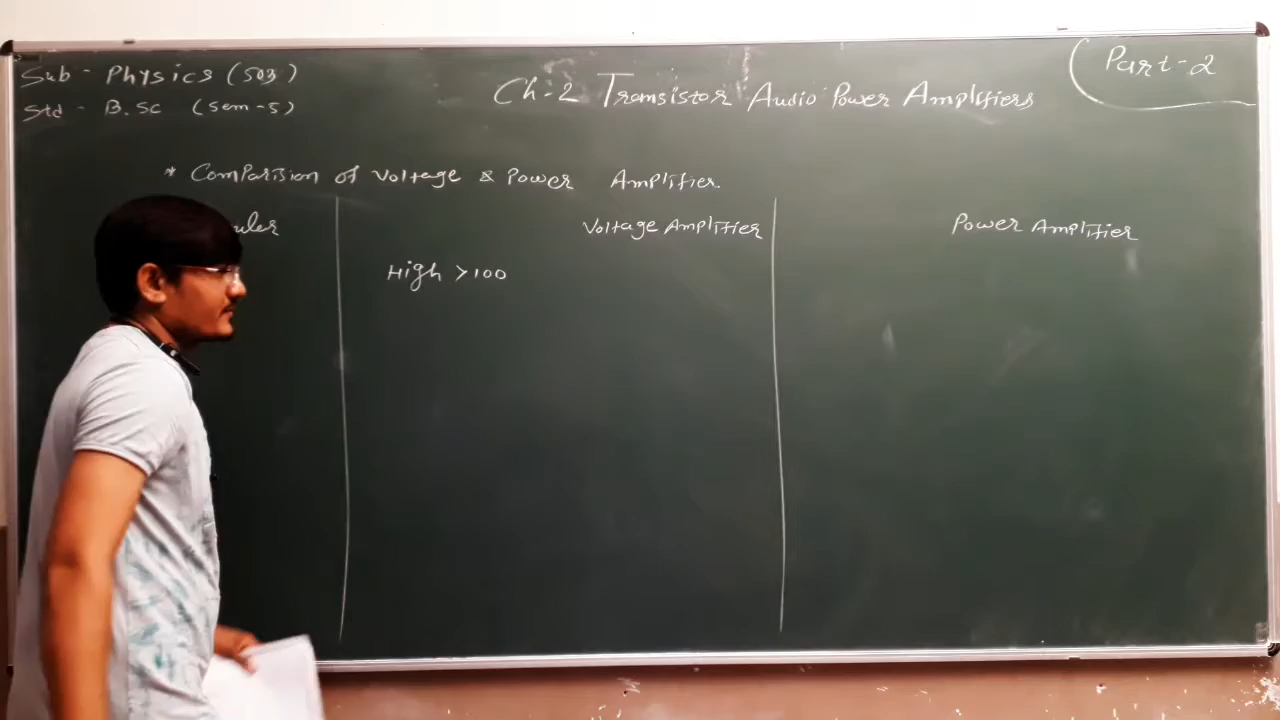 Sub - Physics (503)
Std - B.SC (Sem-5)
Ch-2 Transistor Audio Power Amplifiers
Part-2
* Comparision of Voltage & Power Amplifier.
Voltage Amplifier
Power Amplifier
High >100